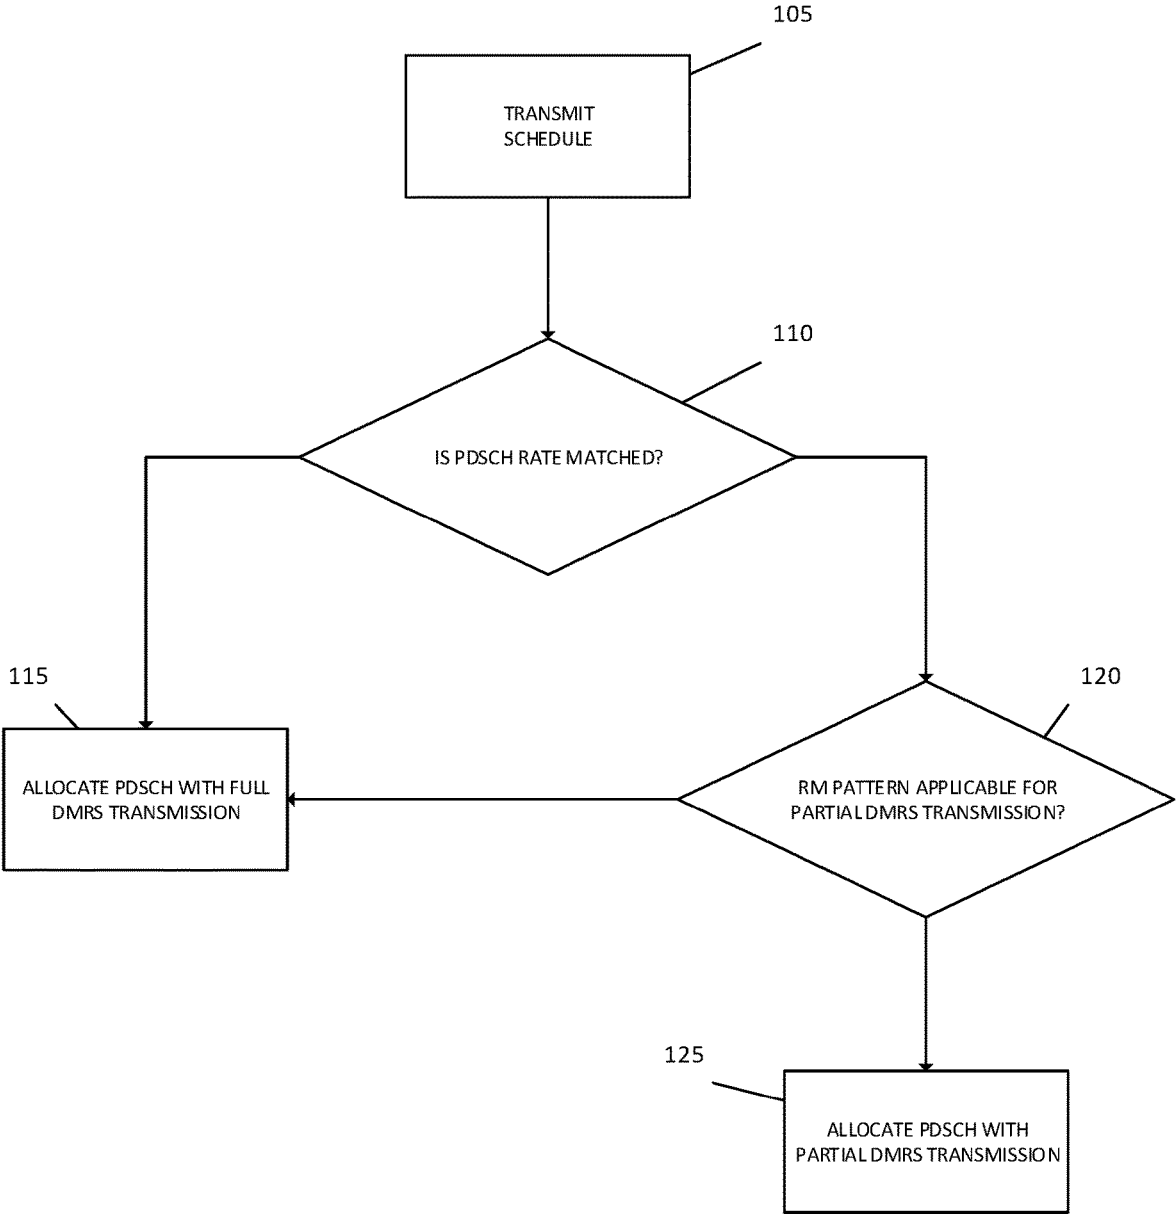 105
TRANSMIT
SCHEDULE
110
IS PDSCH RATE MATCHED?
115
120
ALLOCATE PDSCH WITH FULL
DMRS TRANSMISSION
RM PATTERN APPLICABLE FOR
PARTIAL DMRS TRANSMISSION?
125
ALLOCATE PDSCH WITH
PARTIAL DMRS TRANSMISSION